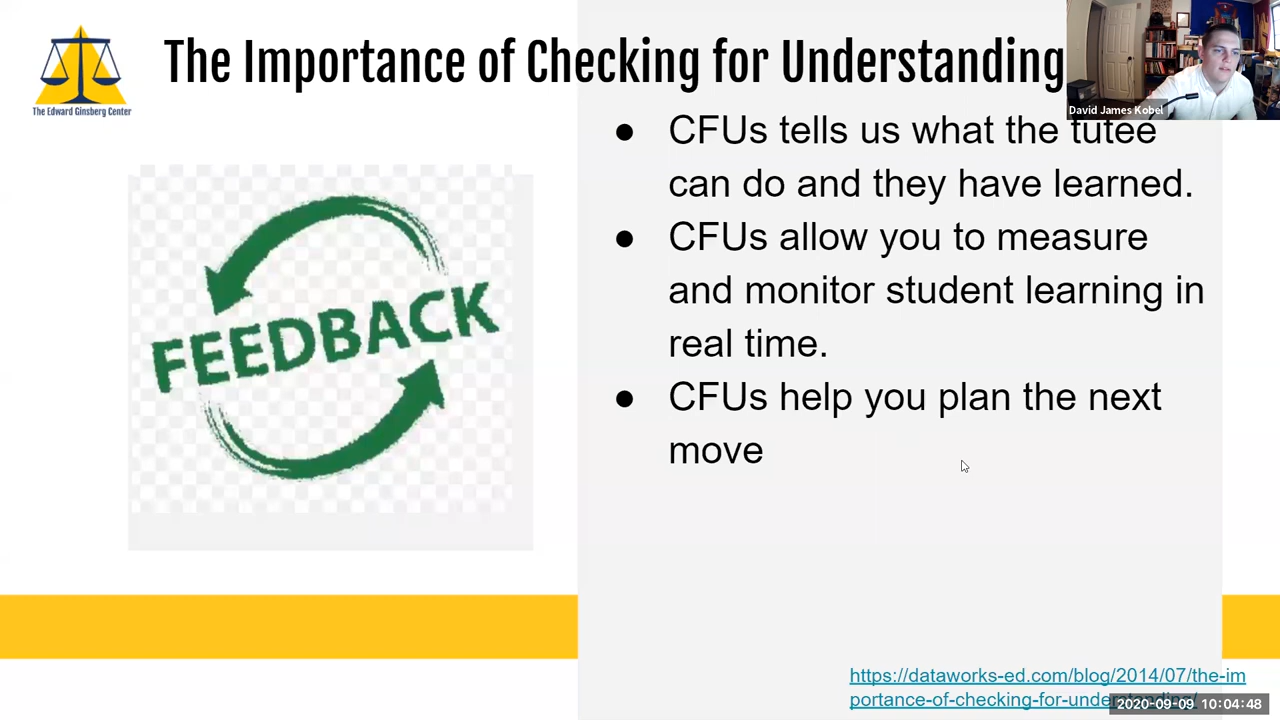 The Importance of Checking for Understanding
The Edward Ginsberg Center
David James Kobel
● CFUs tells us what the tutee
can do and they have learned.
● CFUs allow you to measure
and monitor student learning in
real time.
● CFUs help you plan the next
move
FEEDBACK
https://dataworks-ed.com/blog/2014/07/the-im
portance-of-checking-for-understanding/
2020-09-09 10:04:48